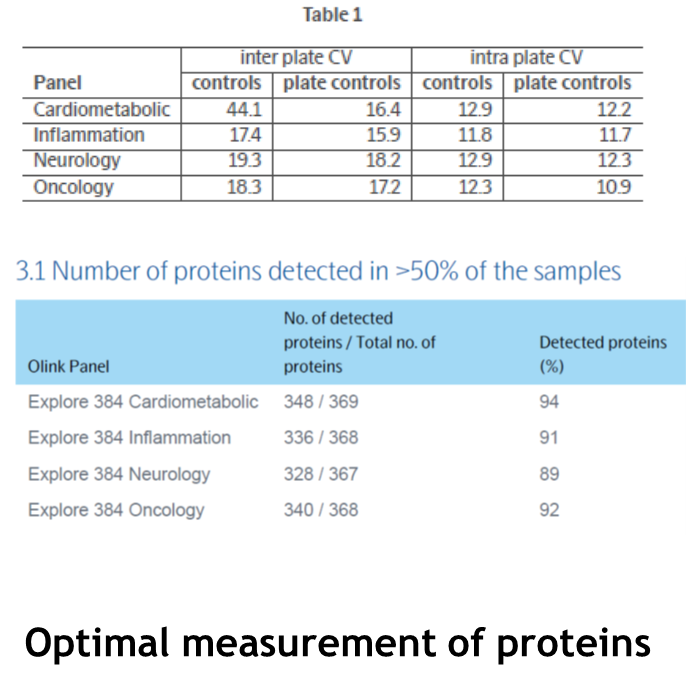 Table 1
inter plate CV intra plate CV
Panel controls plate controls controls plate controls
Cardiometabolic 44.1 16.4 12.9 12.2
Inflammation 17.4 15.9 11.8 11.7
Neurology 19.3 18.2 12.9 12.3
Oncology 18.3 17.2 12.3 10.9
3.1 Number of proteins detected in >50% of the samples
No. of detected
proteins / Total no. of Detected proteins
Olink Panel proteins (%)
Explore 384 Cardiometabolic 348 / 369 94
Explore 384 Inflammation 336 / 368 91
Explore 384 Neurology 328 / 367 89
Explore 384 Oncology 340 / 368 92
Optimal measurement of proteins